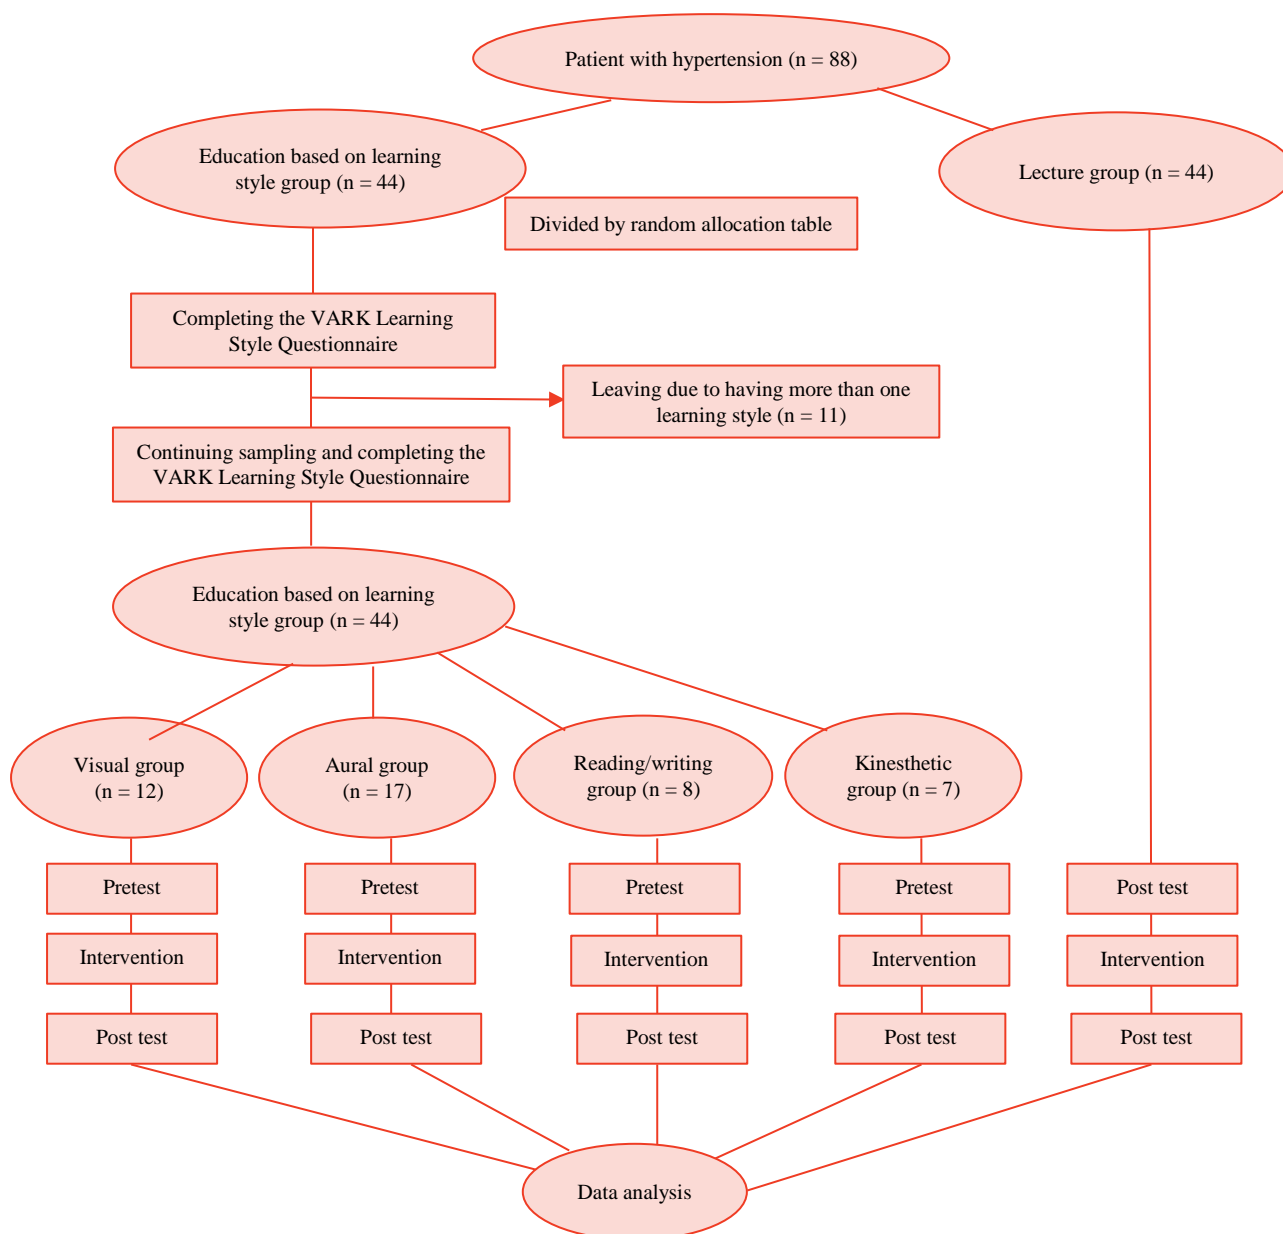 Patient with hypertension (n = 88)
Education based on learning
style group (n = 44)
Lecture group (n = 44)
Divided by random allocation table
Completing the VARK Learning
Style Questionnaire
Leaving due to having more than one
learning style (n = 11)
Continuing sampling and completing the
VARK Learning Style Questionnaire
Education based on learning
style group (n = 44)
Visual group
(n = 12)
Aural group
(n = 17)
Reading/writing
group (n = 8)
Kinesthetic
group (n = 7)
Pretest
Pretest
Pretest
Pretest
Post test
Intervention
Intervention
Intervention
Intervention
Intervention
Post test
Post test
Post test
Post test
Post test
Data analysis